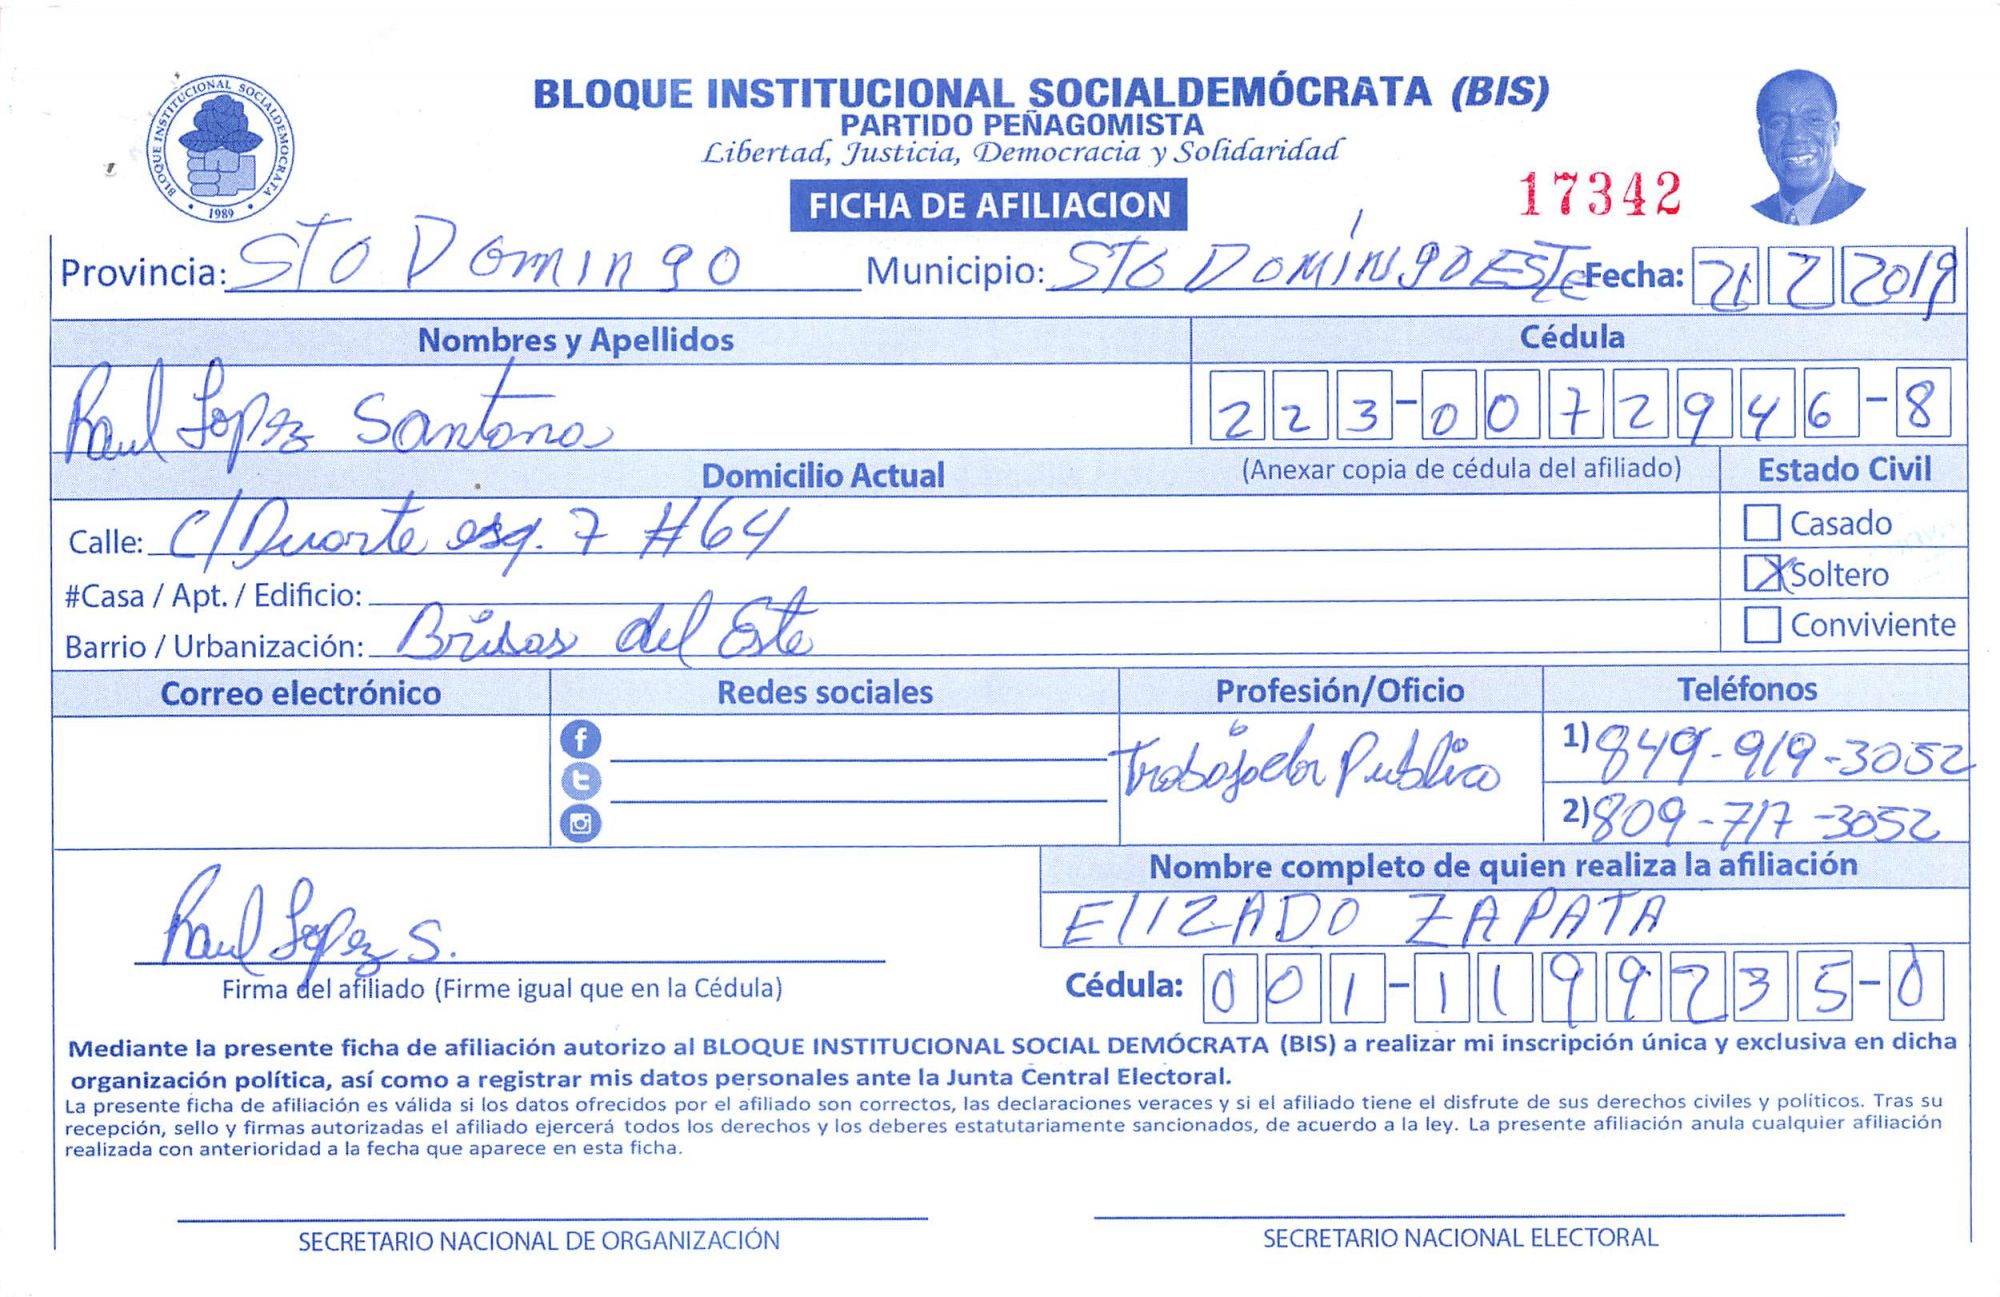 BLOQUE INSTITUCIONAL SOCIALDEMÓCRATA
1989
BLOQUE INSTITUCIONAL SOCIALDEMÓCRATA (BIS)
PARTIDO PEÑAGOMISTA
Libertad, Justicia, Democracia y Solidaridad
FICHA DE AFILIACION
17342
Provincia: STO DOMINGO Municipio: STO DOMINGO ESTE Fecha: 21 2 2019
Nombres y Apellidos Cédula
Raul Lopez Santana 223-0072946-8
Domicilio Actual (Anexar copia de cédula del afiliado) Estado Civil
Calle: C/Duarte esq. 7 #64 Casado
#Casa / Apt. / Edificio: X Soltero
Barrio / Urbanización: Brisas del Este Conviviente
Correo electrónico Redes sociales Profesión/Oficio Teléfonos
Trabajador Publico 1) 849-919-3052
2) 809-717-3052
Nombre completo de quien realiza la afiliación
ElIZADO ZAPATA
Raul Lopez S.
Firma del afiliado (Firme igual que en la Cédula) Cédula: 001-1199235-0
Mediante la presente ficha de afiliación autorizo al BLOQUE INSTITUCIONAL SOCIAL DEMÓCRATA (BIS) a realizar mi inscripción única y exclusiva en dicha
organización política, así como a registrar mis datos personales ante la Junta Central Electoral.
La presente ficha de afiliación es válida si los datos ofrecidos por el afiliado son correctos, las declaraciones veraces y si el afiliado tiene el disfrute de sus derechos civiles y políticos. Tras su
recepción, sello y firmas autorizadas el afiliado ejercerá todos los derechos y los deberes estatutariamente sancionados, de acuerdo a la ley. La presente afiliación anula cualquier afiliación
realizada con anterioridad a la fecha que aparece en esta ficha.
SECRETARIO NACIONAL DE ORGANIZACIÓN SECRETARIO NACIONAL ELECTORAL